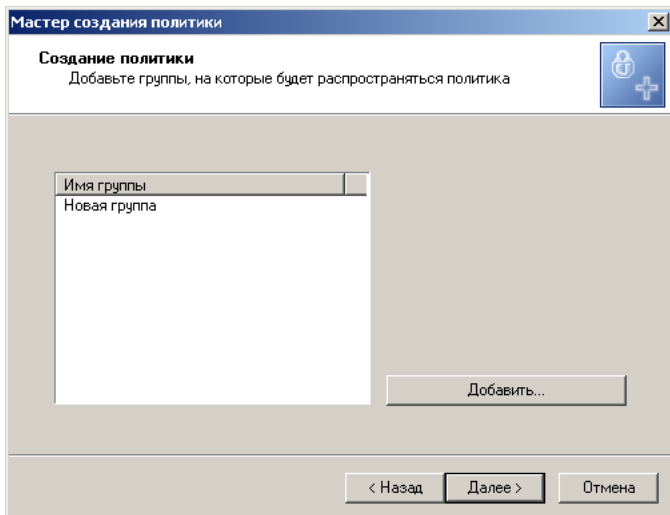 Мастер создания политики
Создание политики
Добавьте группы, на которые будет распространяться политика
Имя группы
Новая группа
Добавить...
< Назад
Далее >
Отмена